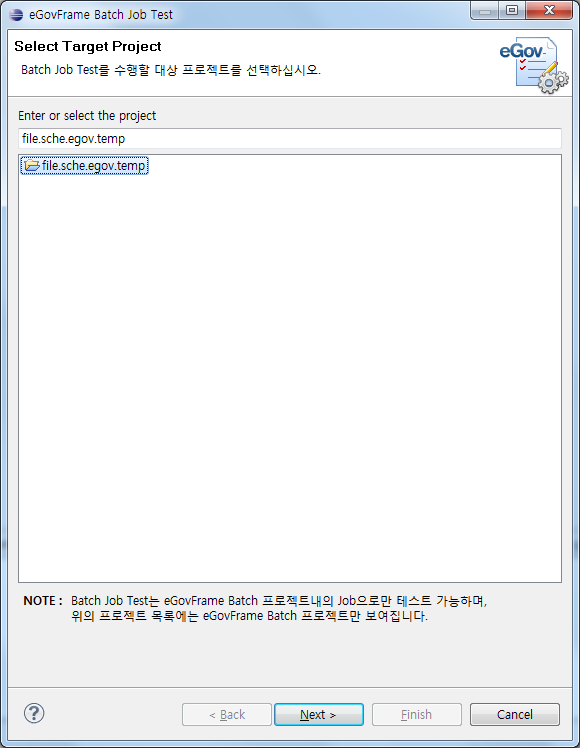 eGovFrame Batch Job Test
Select Target Project
Batch Job Test를 수행할 대상 프로젝트를 선택하십시오.
eGov
Enter or select the project
file.sche.egov.temp
file.sche.egov.temp
NOTE : Batch Job Test는 eGovFrame Batch 프로젝트내의 Job으로만 테스트 가능하며,
위의 프로젝트 목록에는 eGovFrame Batch 프로젝트만 보여집니다.
? < Back Next > Finish Cancel